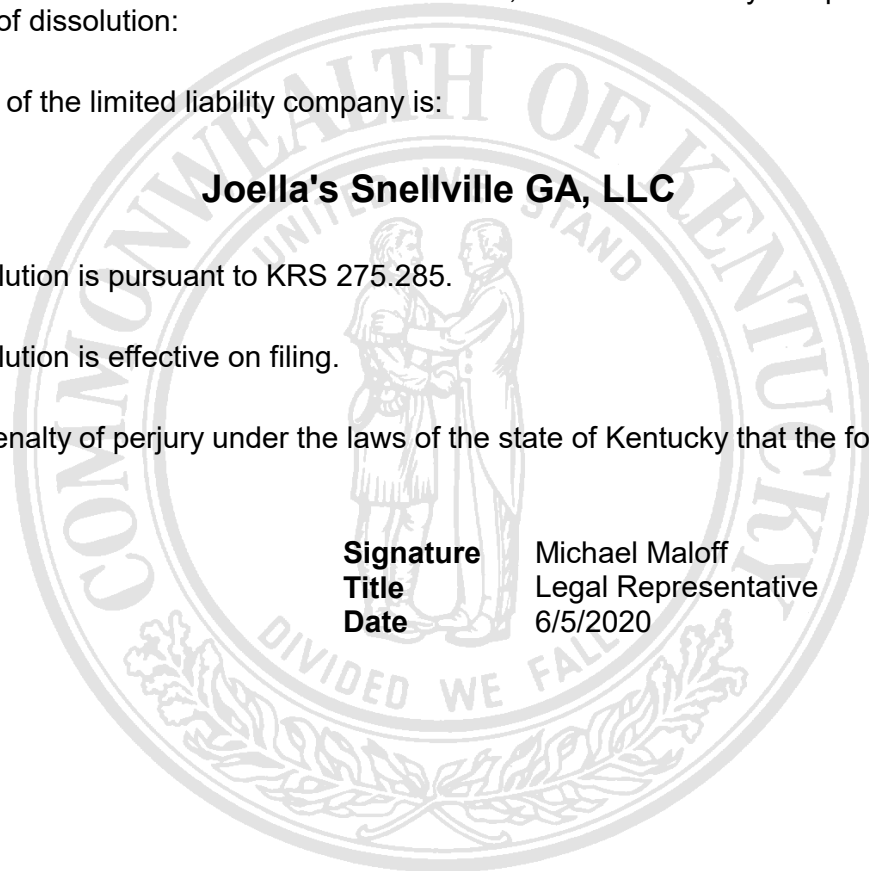 of dissolution:
of the limited liability company is:
Joella's Snellville GA, LLC
lution is pursuant to KRS 275.285.
lution is effective on filing.
enalty of perjury under the laws of the state of Kentucky that the fo
Signature Michael Maloff
Title Legal Representative
Date 6/5/2020
COMMONWEALTH OF KENTUCKY
UNITED WE STAND
DIVIDED WE FALL